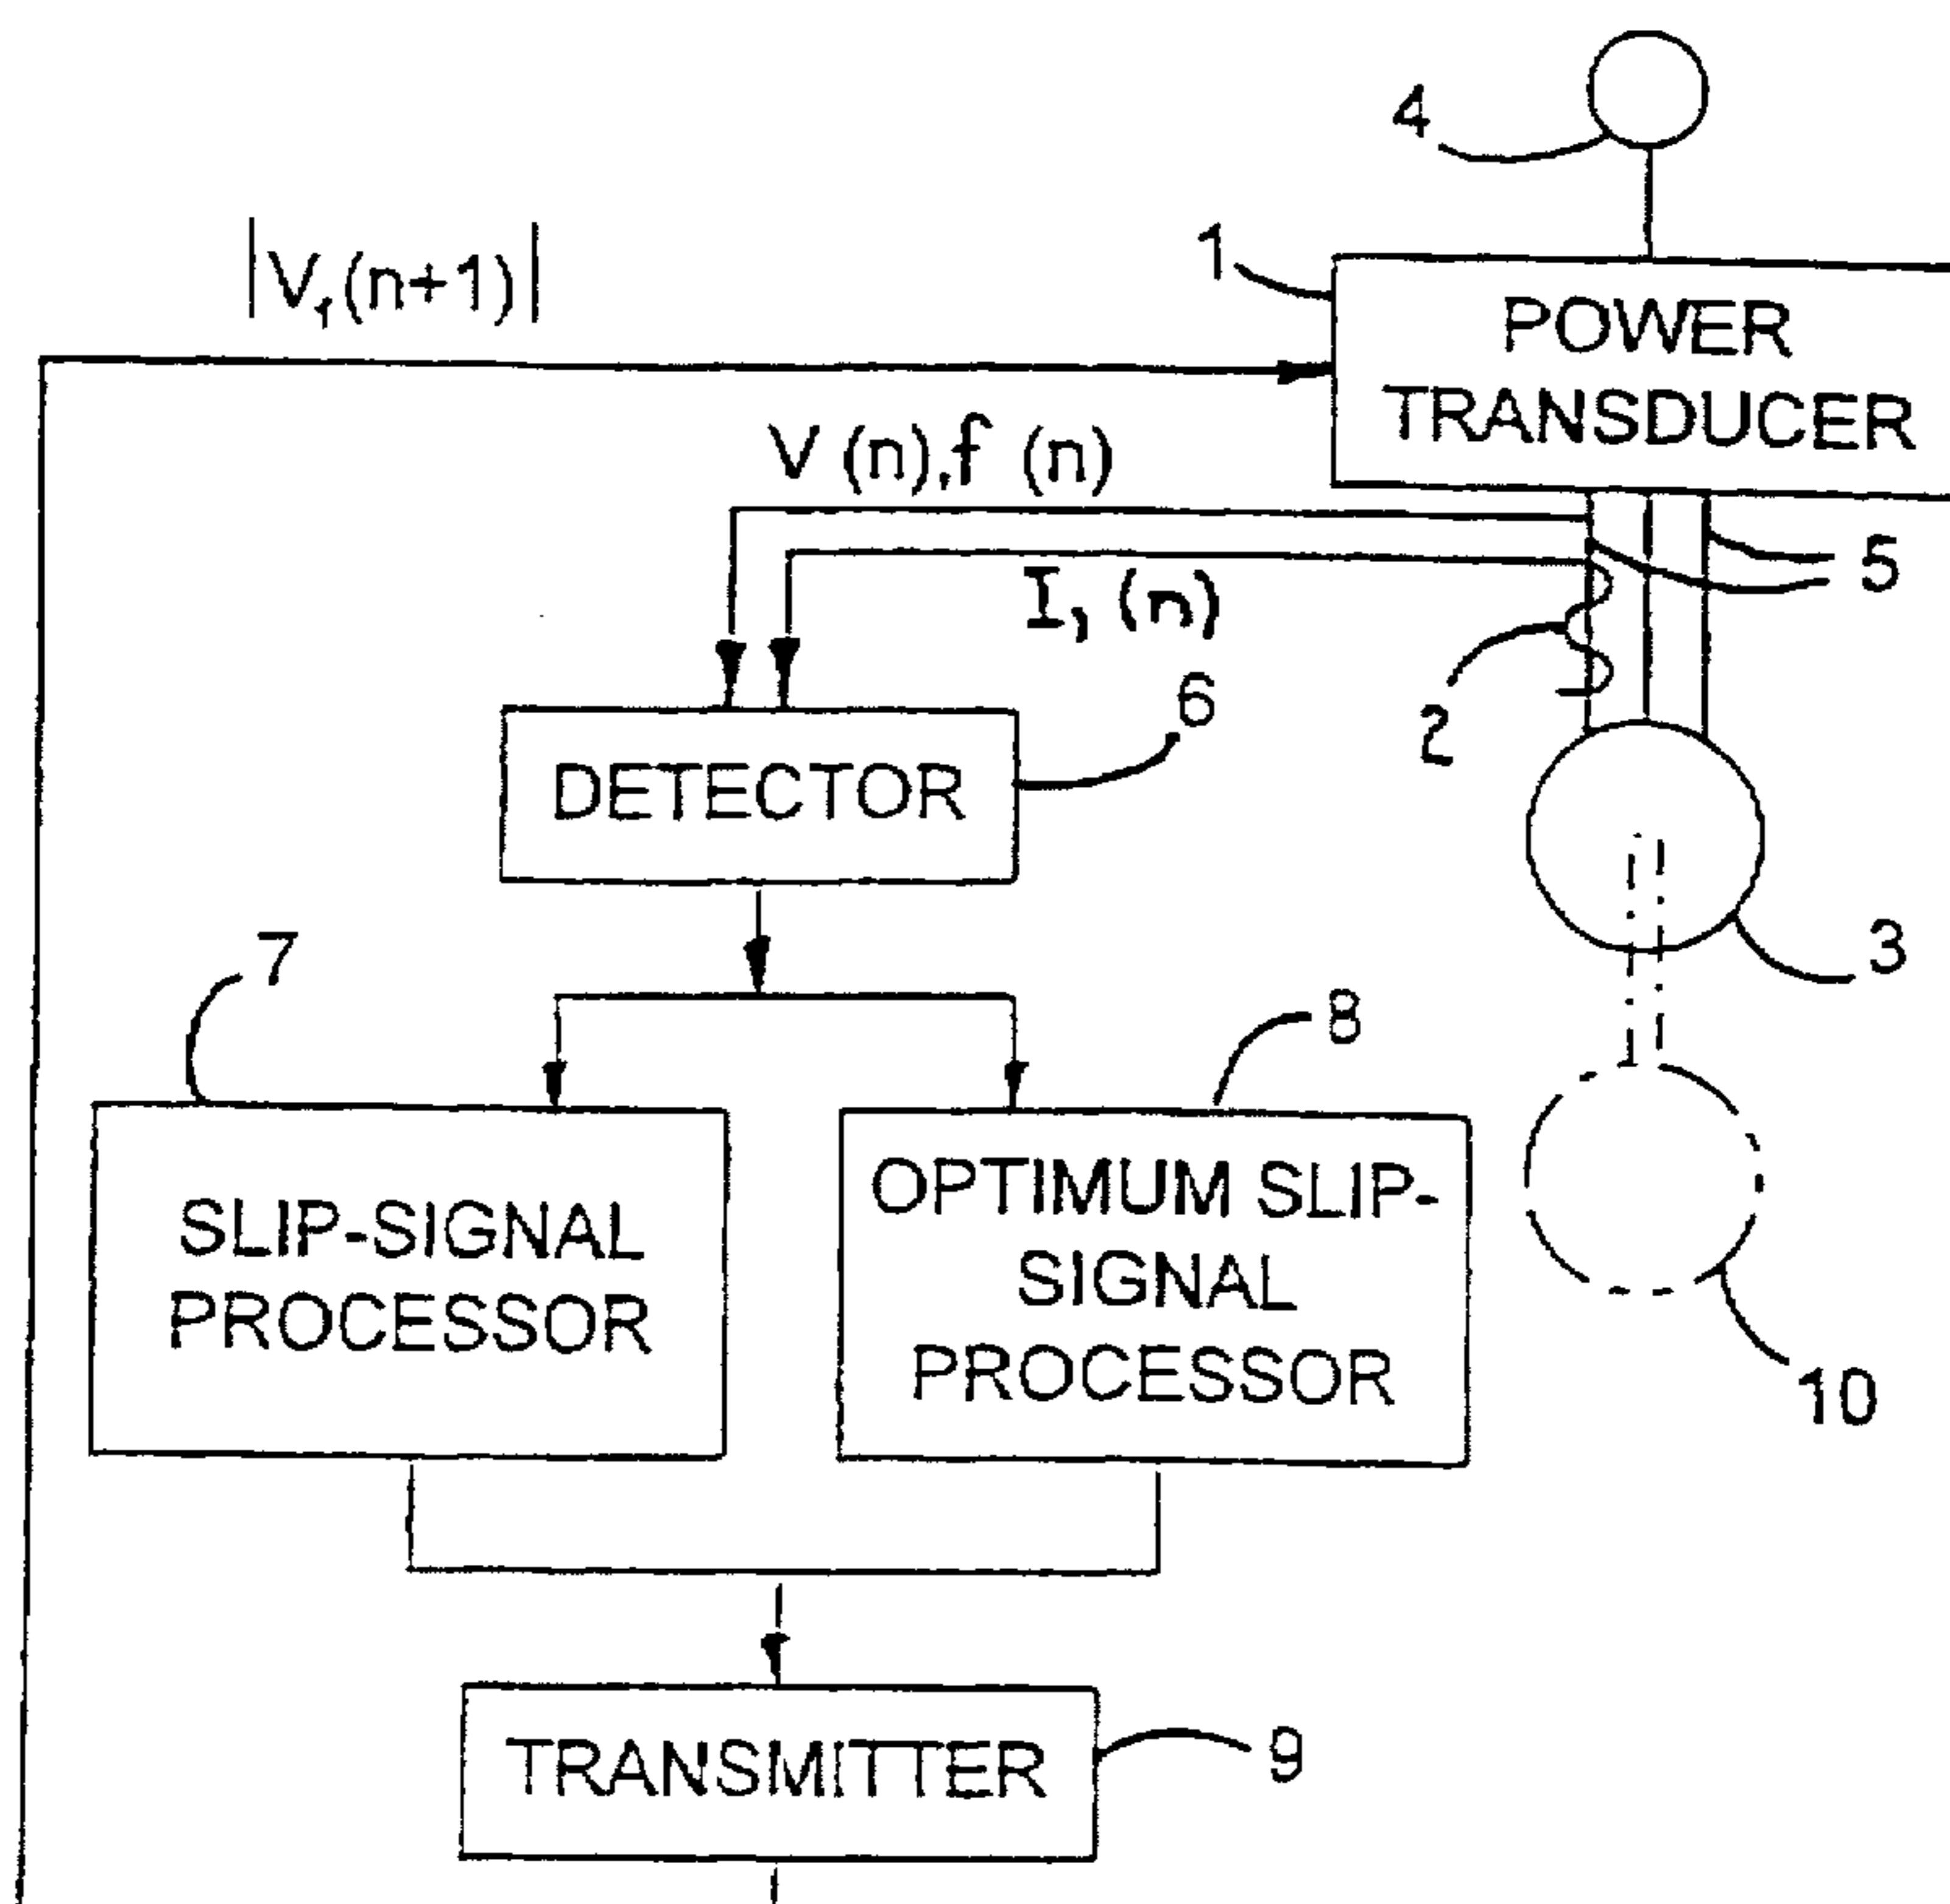 4
1
|V₁(n+1)|
POWER
TRANSDUCER
V (n),f (n)
I₁ (n)
5
2
6
DETECTOR
3
7
8
SLIP-SIGNAL
PROCESSOR
OPTIMUM SLIP-
SIGNAL
PROCESSOR
10
TRANSMITTER
9